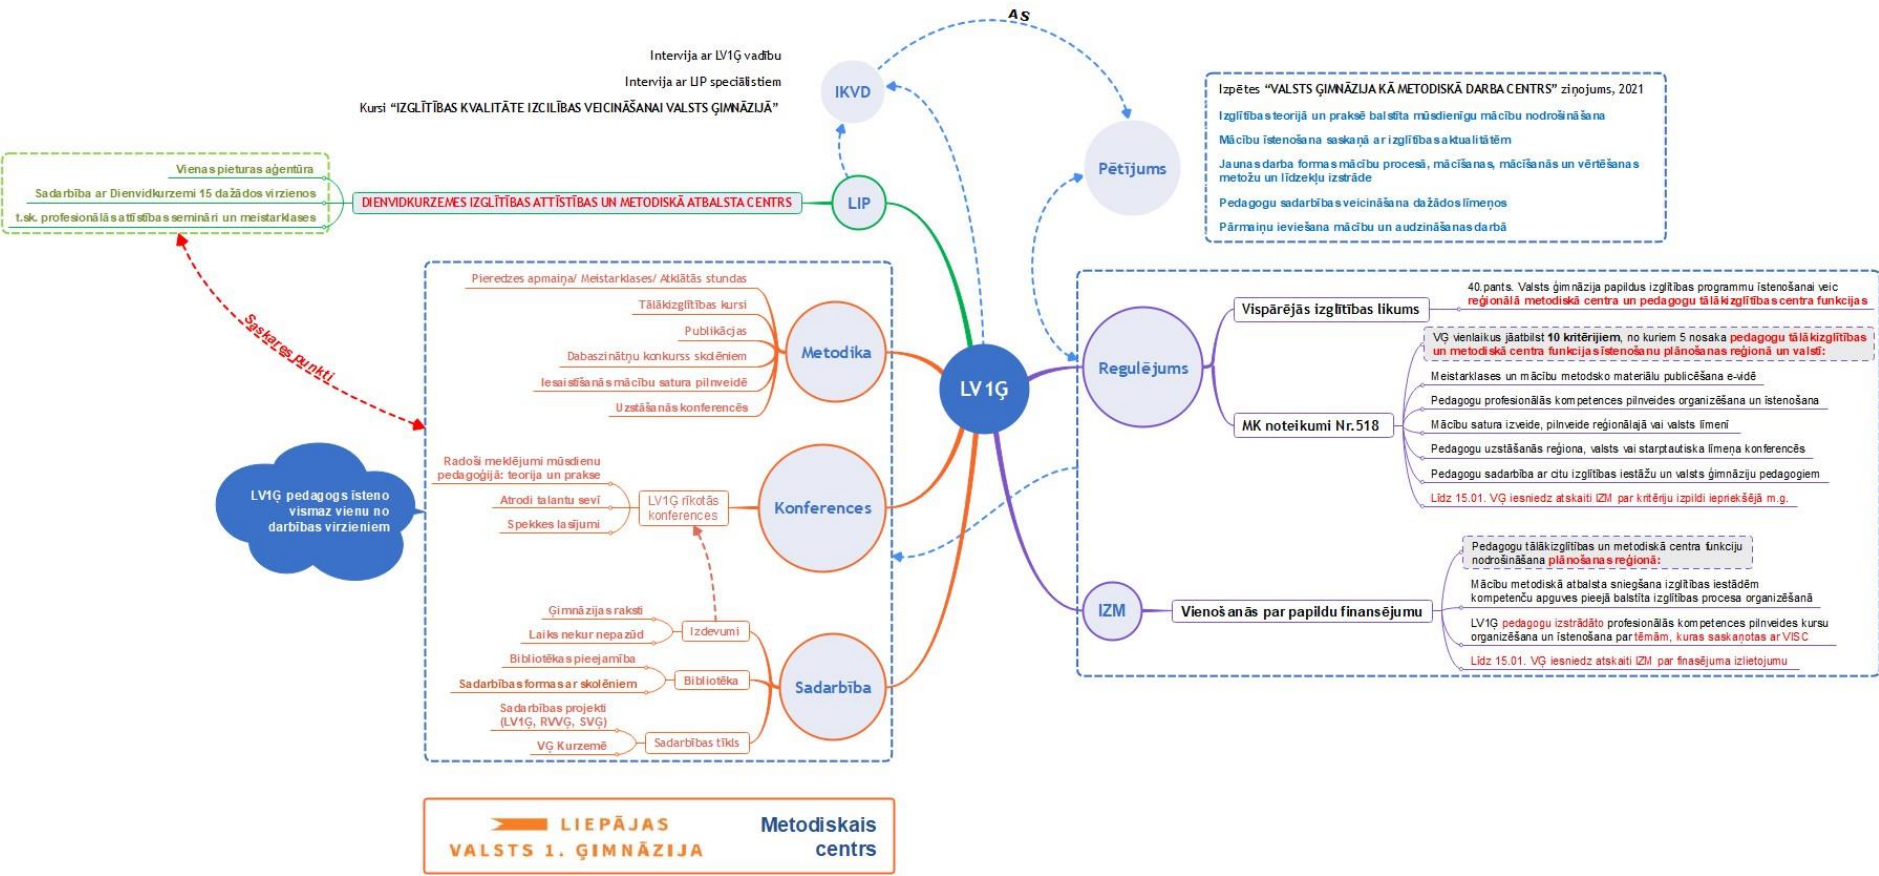 AS
Intervija ar LV1Ģ vadību
Intervija ar LIP speciālistiem
Kursi “IZGLĪTĪBAS KVALITĀTE IZCILĪBAS VEICINĀŠANAI VALSTS ĢIMNĀZIJĀ”
IKVD
Pētījums
Izpētes “VALSTS ĢIMNĀZIJA KĀ METODISKĀ DARBA CENTRS” ziņojums, 2021
Izglītības teorijā un praksē balstīta mūsdienīgu mācību nodrošināšana
Mācību īstenošana saskaņā ar izglītības aktualitātēm
Jaunas darba formas mācību procesā, mācīšanas, mācīšanās un vērtēšanas
metožu un līdzekļu izstrāde
Pedagogu sadarbības veicināšana dažādos līmeņos
Pārmaiņu ieviešana mācību un audzināšanas darbā
Vienas pieturas aģentūra
Sadarbība ar Dienvidkurzemi 15 dažādos virzienos
t.sk. profesionālās attīstības semināri un meistarklases
DIENVIDKURZEMES IZGLĪTĪBAS ATTĪSTĪBAS UN METODISKĀ ATBALSTA CENTRS
LIP
Saskares punkti
Pieredzes apmaiņa/ Meistarklases/ Atklātās stundas
Tālākizglītības kursi
Publikācjas
Dabaszinātņu konkurss skolēniem
Iesaistīšanās mācību satura pilnveidē
Uzstāšanās konferencēs
Metodika
LV1Ģ
Regulējums
Vispārējās izglītības likums
40.pants. Valsts ģimnāzija papildus izglītības programmu īstenošanai veic
reģionālā metodiskā centra un pedagogu tālākizglītības centra funkcijas
MK noteikumi Nr.518
VĢ vienlaikus jāatbilst 10 kritērijiem, no kuriem 5 nosaka pedagogu tālākizglītības
un metodiskā centra funkcijas īstenošanu plānošanas reģionā un valstī:
Meistarklases un mācību metodsko materiālu publicēšana e-vidē
Pedagogu profesionālās kompetences pilnveides organizēšana un īstenošana
Mācību satura izveide, pilnveide reģionālajā vai valsts līmenī
Pedagogu uzstāšanās reģiona, valsts vai starptautiska līmeņa konferencēs
Pedagogu sadarbība ar citu izglītības iestāžu un valsts ģimnāziju pedagogiem
Līdz 15.01. VĢ iesniedz atskaiti IZM par kritēriju izpildi iepriekšējā m.g.
LV1Ģ pedagogs īsteno
vismaz vienu no
darbības virzieniem
Radoši meklējumi mūsdienu
pedagoģijā: teorija un prakse
Atrodi talantu sevī
Spekkes lasījumi
LV1Ģ rīkotās
konferences
Konferences
IZM
Vienošanās par papildu finansējumu
Pedagogu tālākizglītības un metodiskā centra funkciju
nodrošināšana plānošanas reģionā:
Mācību metodiskā atbalsta sniegšana izglītības iestādēm
kompetenču apguves pieejā balstīta izglītības procesa organizēšanā
LV1Ģ pedagogu izstrādāto profesionālās kompetences pilnveides kursu
organizēšana un īstenošana par tēmām, kuras saskaņotas ar VISC
Līdz 15.01. VĢ iesniedz atskaiti IZM par finasējuma izlietojumu
Ģimnāzijas raksti
Laiks nekur nepazūd
Izdevumi
Bibliotēkas pieejamība
Sadarbības formas ar skolēniem
Bibliotēka
Sadarbības projekti
(LV1Ģ, RVVĢ, SVĢ)
VĢ Kurzemē
Sadarbības tīkls
Sadarbība
LIEPĀJAS
VALSTS 1. ĢIMNĀZIJA
Metodiskais
centrs